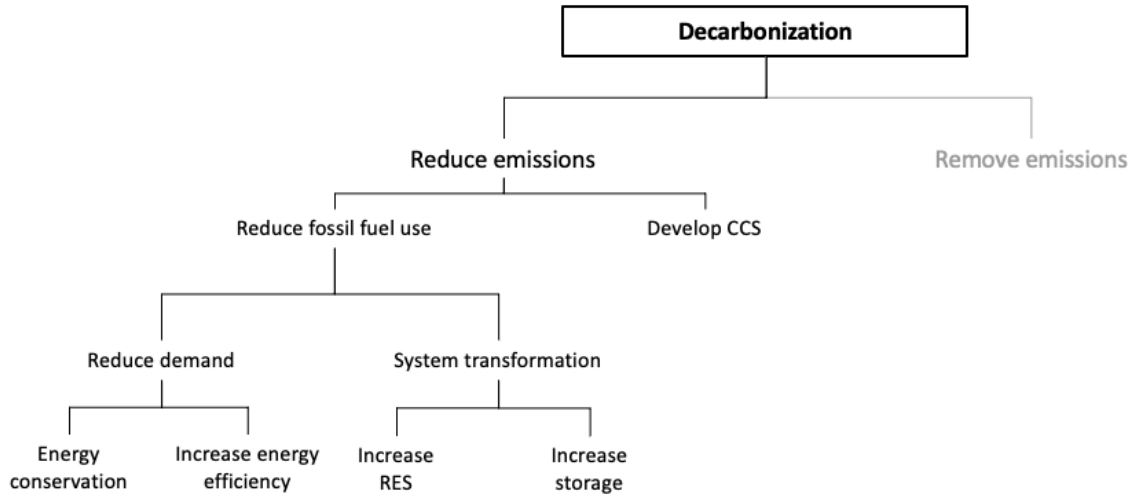 Decarbonization
Reduce emissions
Remove emissions
Reduce fossil fuel use
Develop CCS
Reduce demand
System transformation
Energy
conservation
Increase energy
efficiency
Increase
RES
Increase
storage